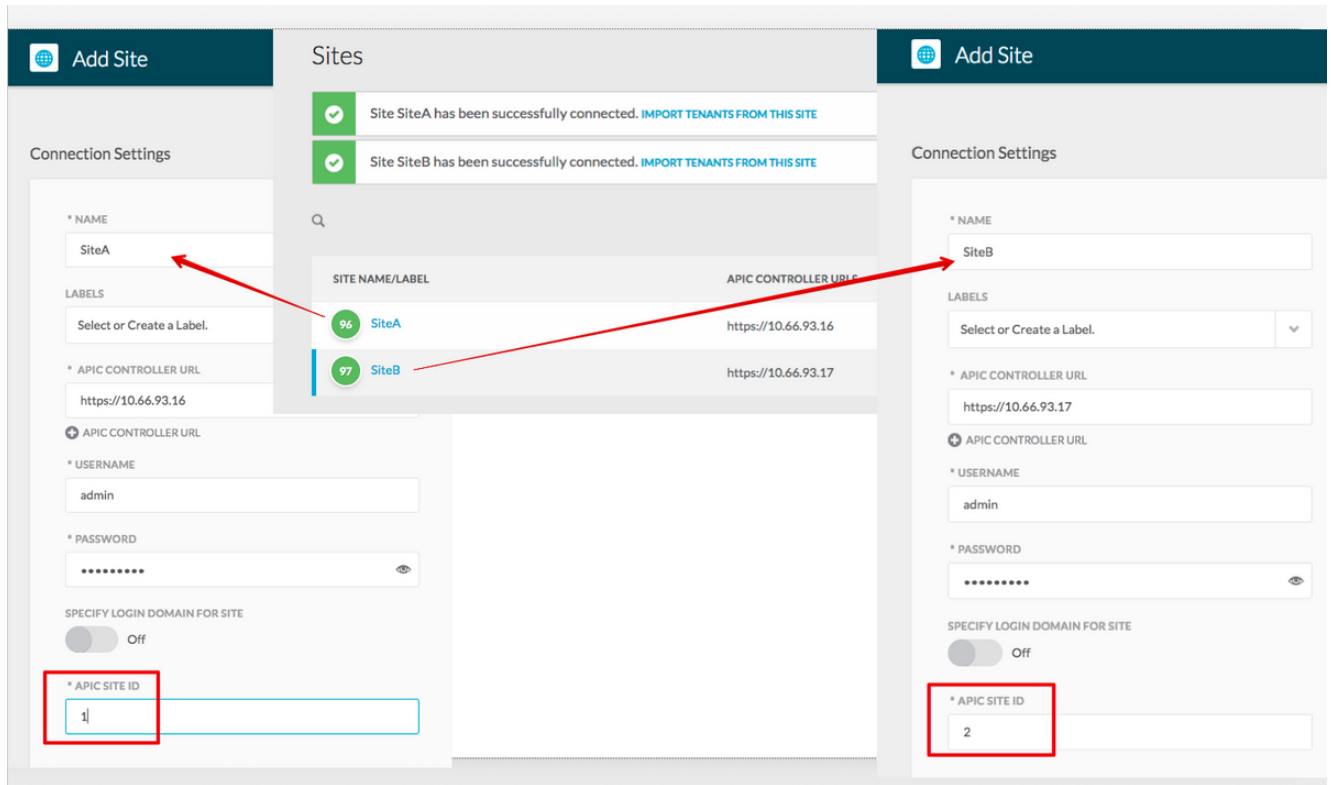 Add Site
Connection Settings
* NAME
SiteA
LABELS
Select or Create a Label.
* APIC CONTROLLER URL
https://10.66.93.16
APIC CONTROLLER URL
* USERNAME
admin
* PASSWORD
•••••••••
SPECIFY LOGIN DOMAIN FOR SITE
Off
* APIC SITE ID
1
Sites
Site SiteA has been successfully connected. IMPORT TENANTS FROM THIS SITE
Site SiteB has been successfully connected. IMPORT TENANTS FROM THIS SITE
SITE NAME/LABEL APIC CONTROLLER URLS
96 SiteA https://10.66.93.16
97 SiteB https://10.66.93.17
Add Site
Connection Settings
* NAME
SiteB
LABELS
Select or Create a Label.
* APIC CONTROLLER URL
https://10.66.93.17
APIC CONTROLLER URL
* USERNAME
admin
* PASSWORD
•••••••••
SPECIFY LOGIN DOMAIN FOR SITE
Off
* APIC SITE ID
2